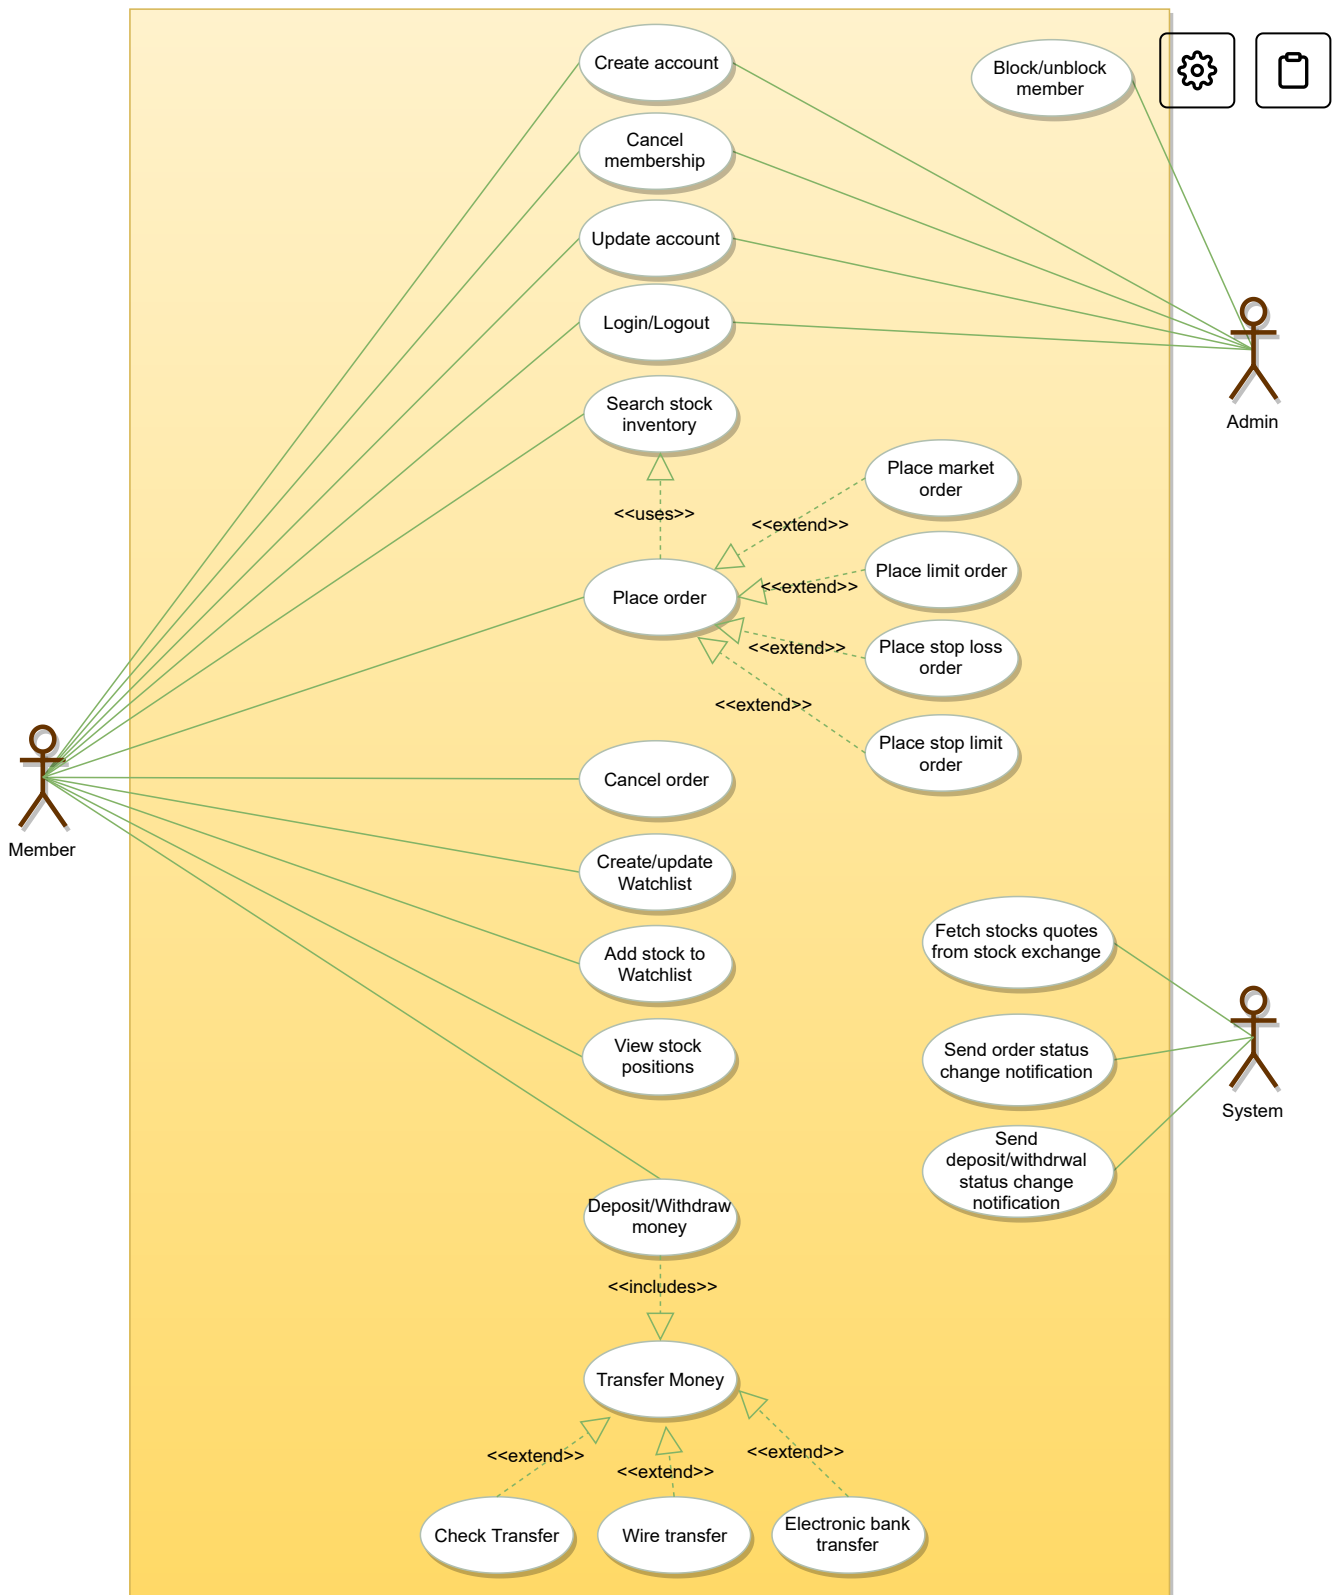 Create account
Block/unblock
member
Cancel
membership
Update account
Login/Logout
Search stock
inventory
Admin
Place market
order
<<uses>>
<<extend>>
Place limit order
<<extend>>
Place order
Place stop loss
order
<<extend>>
<<extend>>
Place stop limit
order
Cancel order
Member
Create/update
Watchlist
Fetch stocks quotes
from stock exchange
Add stock to
Watchlist
View stock
positions
Send order status
change notification
System
Send
deposit/withdrwal
status change
notification
Deposit/Withdraw
money
<<includes>>
Transfer Money
<<extend>>
<<extend>>
<<extend>>
Check Transfer
Wire transfer
Electronic bank
transfer